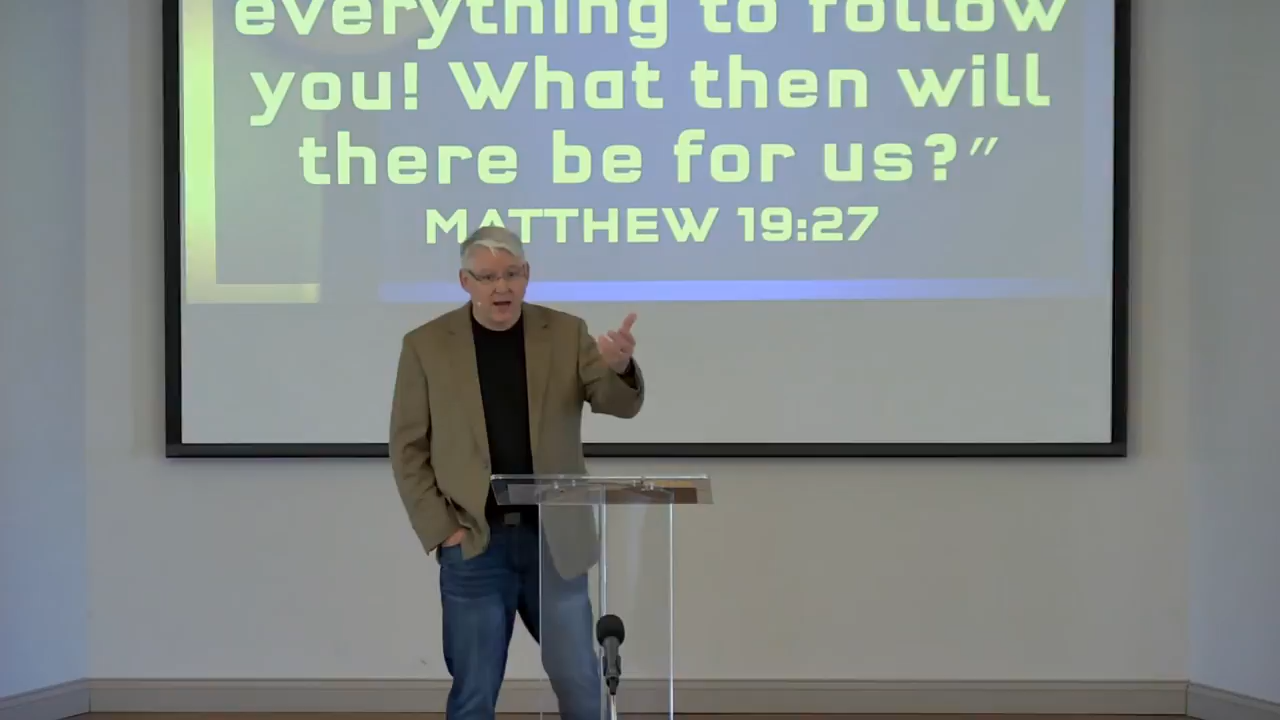 everything to follow
you! What then will
there be for us?”
MATTHEW 19:27